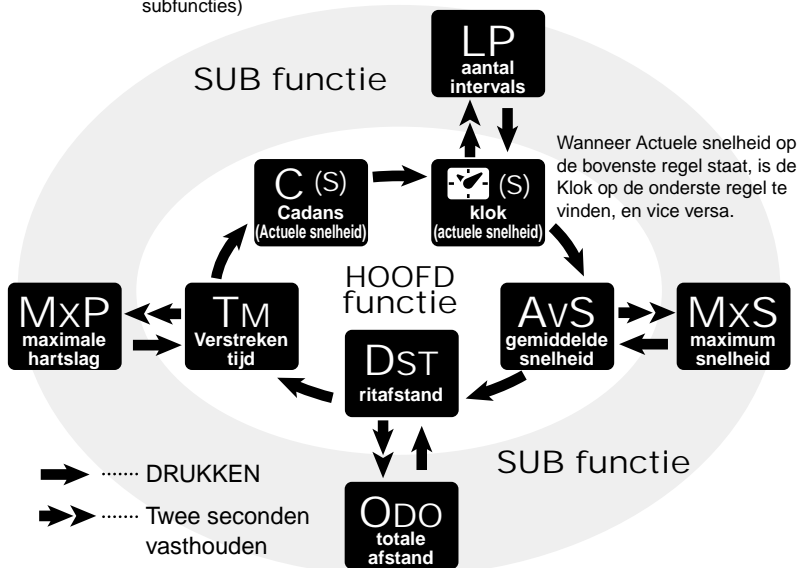 subfuncties)
LP
aantal
intervals
SUB functie
Wanneer Actuele snelheid op
de bovenste regel staat, is de
Klok op de onderste regel te
vinden, en vice versa.
C (S)
Cadans
(Actuele snelheid)
(S)
klok
(actuele snelheid)
HOOFD
functie
MXP
maximale
hartslag
TM
Verstreken
tijd
AVS
gemiddelde
snelheid
MXS
maximum
snelheid
DST
ritafstand
SUB functie
....... DRUKKEN
....... Twee seconden
vasthouden
ODO
totale
afstand